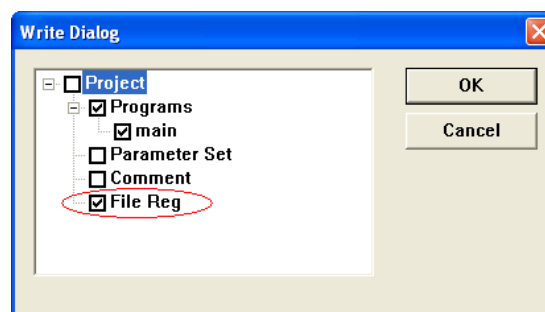 Write Dialog
Project
Programs
main
Parameter Set
Comment
File Reg
OK
Cancel